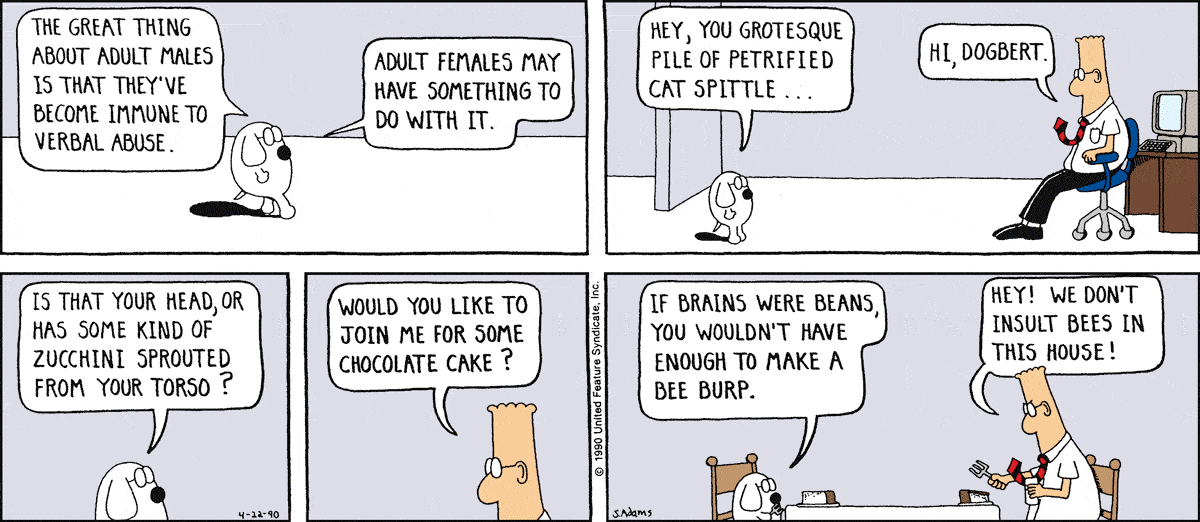 THE GREAT THING
ABOUT ADULT MALES
IS THAT THEY'VE
BECOME IMMUNE TO
VERBAL ABUSE.
ADULT FEMALES MAY
HAVE SOMETHING TO
DO WITH IT.
HEY, YOU GROTESQUE
PILE OF PETRIFIED
CAT SPITTLE...
HI, DOGBERT.
IS THAT YOUR HEAD, OR
HAS SOME KIND OF
ZUCCHINI SPROUTED
FROM YOUR TORSO?
4-22-90
WOULD YOU LIKE TO
JOIN ME FOR SOME
CHOCOLATE CAKE?
© 1990 United Feature Syndicate, Inc.
IF BRAINS WERE BEANS,
YOU WOULDN'T HAVE
ENOUGH TO MAKE A
BEE BURP.
HEY! WE DON'T
INSULT BEES IN
THIS HOUSE!
S.Adams